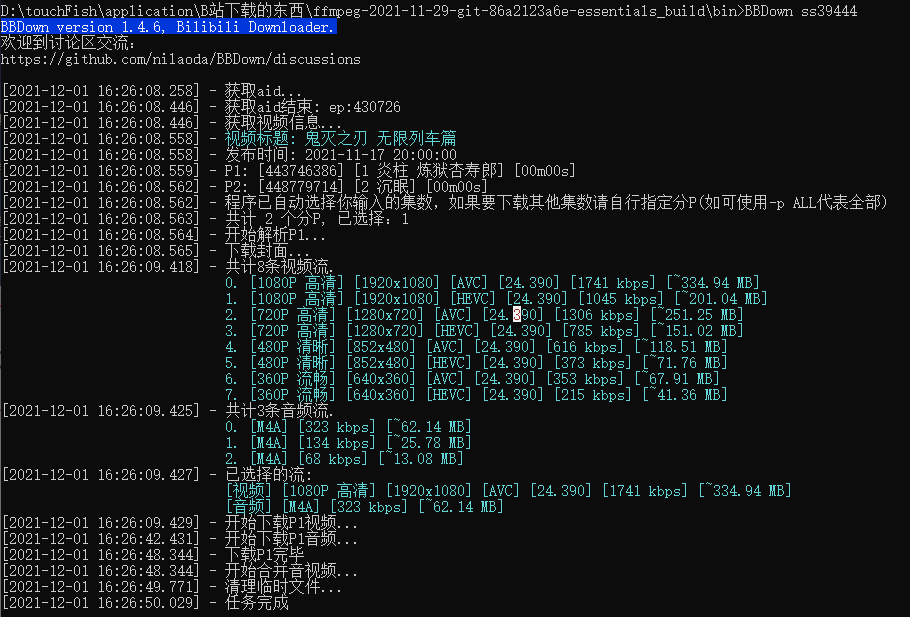 D:\touchFish\application\B站下载的东西\ffmpeg-2021-11-29-git-86a2123a6e-essentials_build\bin>BBDown ss39444
BBDown version 1.4.6, Bilibili Downloader.
欢迎到讨论区交流:
https://github.com/nilaoda/BBDown/discussions
[2021-12-01 16:26:08.258] - 获取aid...
[2021-12-01 16:26:08.446] - 获取aid结束: ep:430726
[2021-12-01 16:26:08.446] - 获取视频信息...
[2021-12-01 16:26:08.558] - 视频标题: 鬼灭之刃 无限列车篇
[2021-12-01 16:26:08.558] - 发布时间: 2021-11-17 20:00:00
[2021-12-01 16:26:08.559] - P1: [443746386] [1 炎柱 炼狱杏寿郎] [00m00s]
[2021-12-01 16:26:08.562] - P2: [448779714] [2 沉眠] [00m00s]
[2021-12-01 16:26:08.562] - 程序已自动选择你输入的集数，如果要下载其他集数请自行指定分P(如可使用-p ALL代表全部)
[2021-12-01 16:26:08.563] - 共计 2 个分P, 已选择：1
[2021-12-01 16:26:08.564] - 开始解析P1...
[2021-12-01 16:26:08.565] - 下载封面...
[2021-12-01 16:26:09.418] - 共计8条视频流.
0. [1080P 高清] [1920x1080] [AVC] [24.390] [1741 kbps] [~334.94 MB]
1. [1080P 高清] [1920x1080] [HEVC] [24.390] [1045 kbps] [~201.04 MB]
2. [720P 高清] [1280x720] [AVC] [24.390] [1306 kbps] [~251.25 MB]
3. [720P 高清] [1280x720] [HEVC] [24.390] [785 kbps] [~151.02 MB]
4. [480P 清晰] [852x480] [AVC] [24.390] [616 kbps] [~118.51 MB]
5. [480P 清晰] [852x480] [HEVC] [24.390] [373 kbps] [~71.76 MB]
6. [360P 流畅] [640x360] [AVC] [24.390] [353 kbps] [~67.91 MB]
7. [360P 流畅] [640x360] [HEVC] [24.390] [215 kbps] [~41.36 MB]
[2021-12-01 16:26:09.425] - 共计3条音频流.
0. [M4A] [323 kbps] [~62.14 MB]
1. [M4A] [134 kbps] [~25.78 MB]
2. [M4A] [68 kbps] [~13.08 MB]
[2021-12-01 16:26:09.427] - 已选择的流:
[视频] [1080P 高清] [1920x1080] [AVC] [24.390] [1741 kbps] [~334.94 MB]
[音频] [M4A] [323 kbps] [~62.14 MB]
[2021-12-01 16:26:09.429] - 开始下载P1视频...
[2021-12-01 16:26:42.431] - 开始下载P1音频...
[2021-12-01 16:26:48.344] - 下载P1完毕
[2021-12-01 16:26:48.344] - 开始合并音视频...
[2021-12-01 16:26:49.771] - 清理临时文件...
[2021-12-01 16:26:50.029] - 任务完成